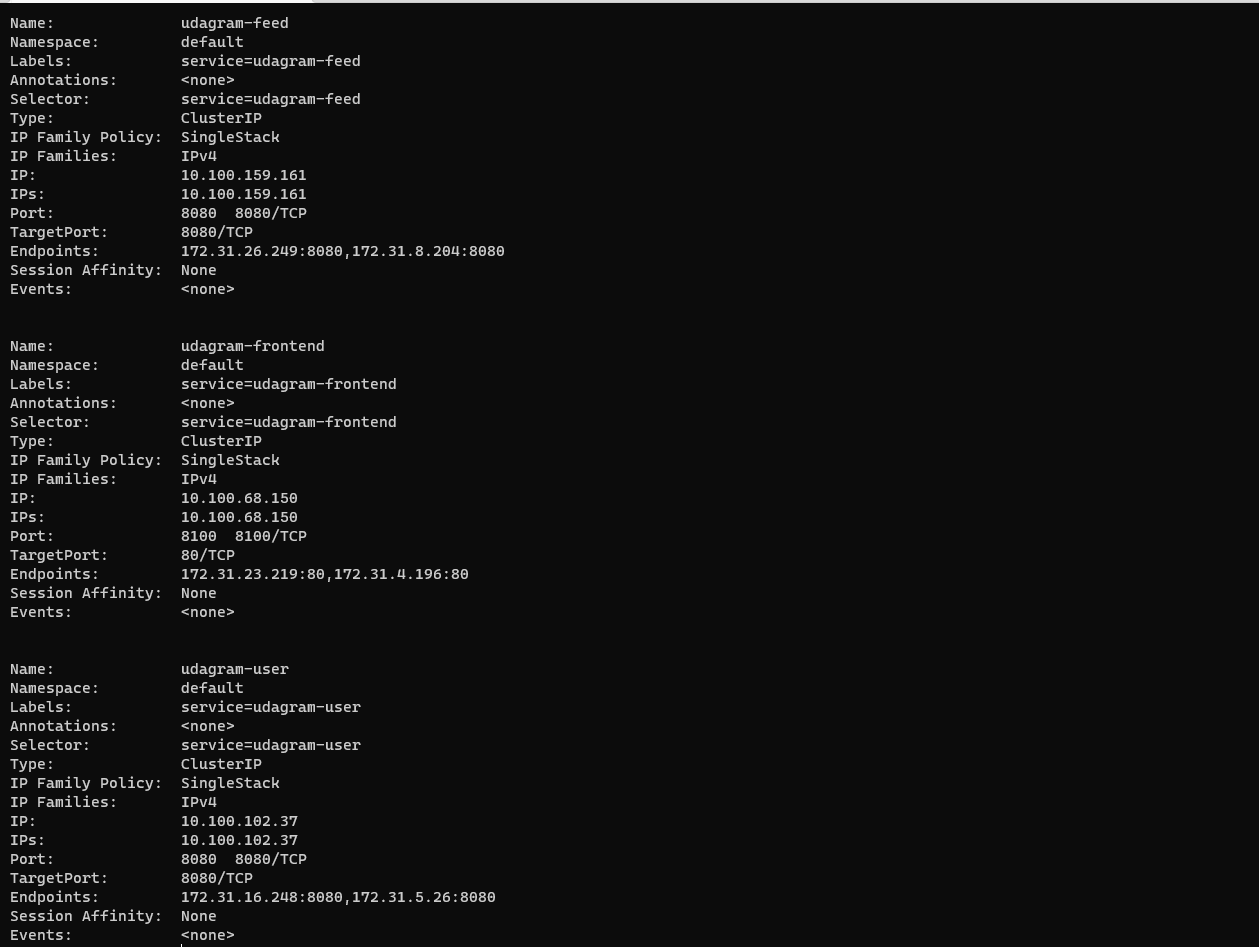 Name:              udagram-feed
Namespace:         default
Labels:            service=udagram-feed
Annotations:       <none>
Selector:          service=udagram-feed
Type:              ClusterIP
IP Family Policy:  SingleStack
IP Families:       IPv4
IP:                10.100.159.161
IPs:               10.100.159.161
Port:              8080  8080/TCP
TargetPort:        8080/TCP
Endpoints:         172.31.26.249:8080,172.31.8.204:8080
Session Affinity:  None
Events:            <none>
Name:              udagram-frontend
Namespace:         default
Labels:            service=udagram-frontend
Annotations:       <none>
Selector:          service=udagram-frontend
Type:              ClusterIP
IP Family Policy:  SingleStack
IP Families:       IPv4
IP:                10.100.68.150
IPs:               10.100.68.150
Port:              8100  8100/TCP
TargetPort:        80/TCP
Endpoints:         172.31.23.219:80,172.31.4.196:80
Session Affinity:  None
Events:            <none>
Name:              udagram-user
Namespace:         default
Labels:            service=udagram-user
Annotations:       <none>
Selector:          service=udagram-user
Type:              ClusterIP
IP Family Policy:  SingleStack
IP Families:       IPv4
IP:                10.100.102.37
IPs:               10.100.102.37
Port:              8080  8080/TCP
TargetPort:        8080/TCP
Endpoints:         172.31.16.248:8080,172.31.5.26:8080
Session Affinity:  None
Events:            <none>